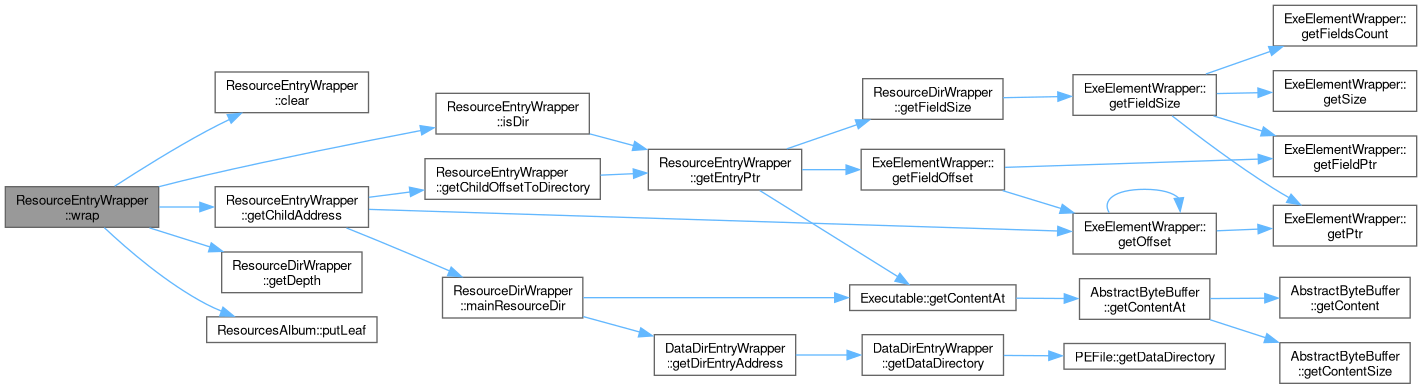 ResourceEntryWrapper
::wrap
ResourceEntryWrapper
::clear
ResourceEntryWrapper
::isDir
ResourceEntryWrapper
::getChildAddress
ResourceDirWrapper
::getDepth
ResourcesAlbum::putLeaf
ResourceEntryWrapper
::getChildOffsetToDirectory
ResourceDirWrapper
::mainResourceDir
ResourceEntryWrapper
::getEntryPtr
DataDirEntryWrapper
::getDirEntryAddress
ResourceDirWrapper
::getFieldSize
ExeElementWrapper::
getFieldOffset
Executable::getContentAt
DataDirEntryWrapper
::getDataDirectory
ExeElementWrapper::
getFieldSize
ExeElementWrapper::
getOffset
AbstractByteBuffer
::getContentAt
PEFile::getDataDirectory
ExeElementWrapper::
getFieldsCount
ExeElementWrapper::
getSize
ExeElementWrapper::
getFieldPtr
ExeElementWrapper::
getPtr
AbstractByteBuffer
::getContent
AbstractByteBuffer
::getContentSize